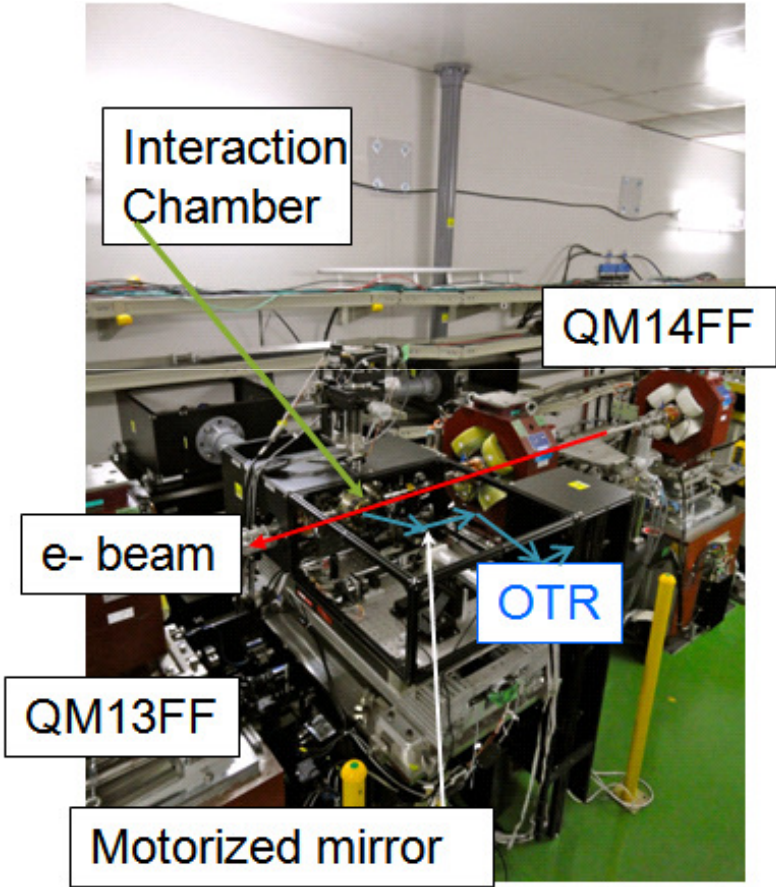 Interaction
Chamber
QM14FF
e- beam
OTR
QM13FF
Motorized mirror